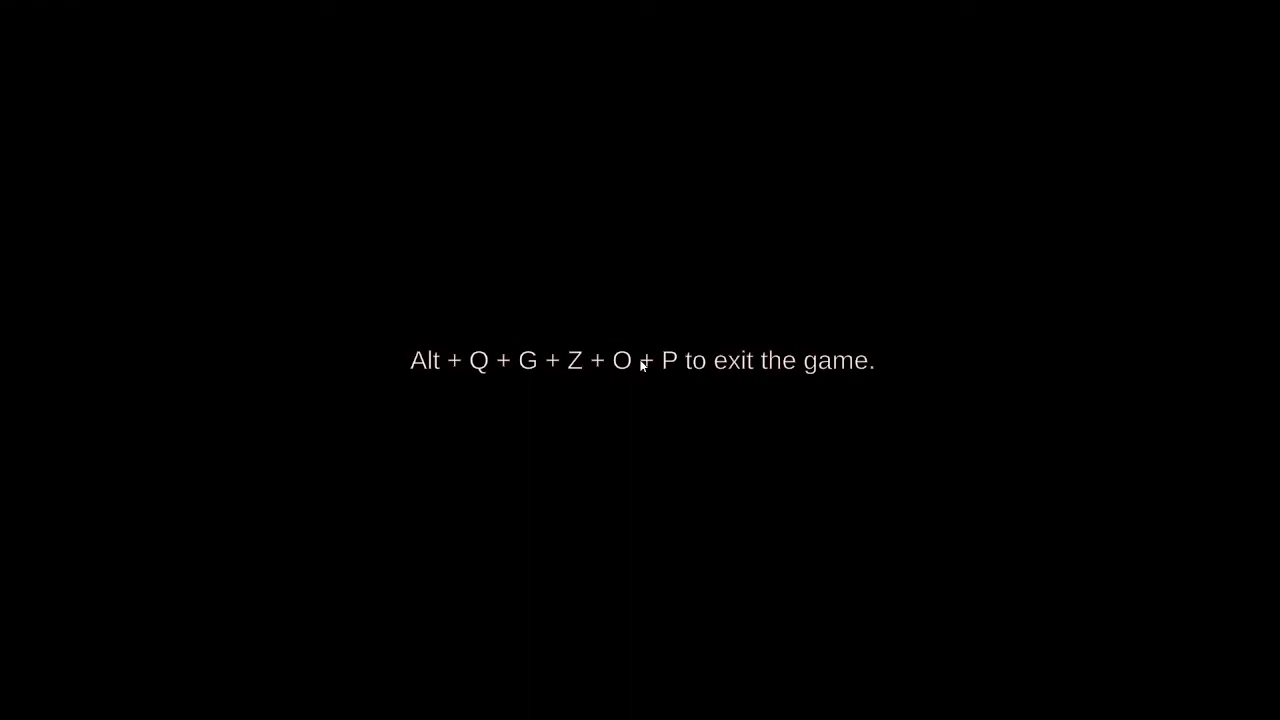 Alt + Q + G + Z + O + P to exit the game.